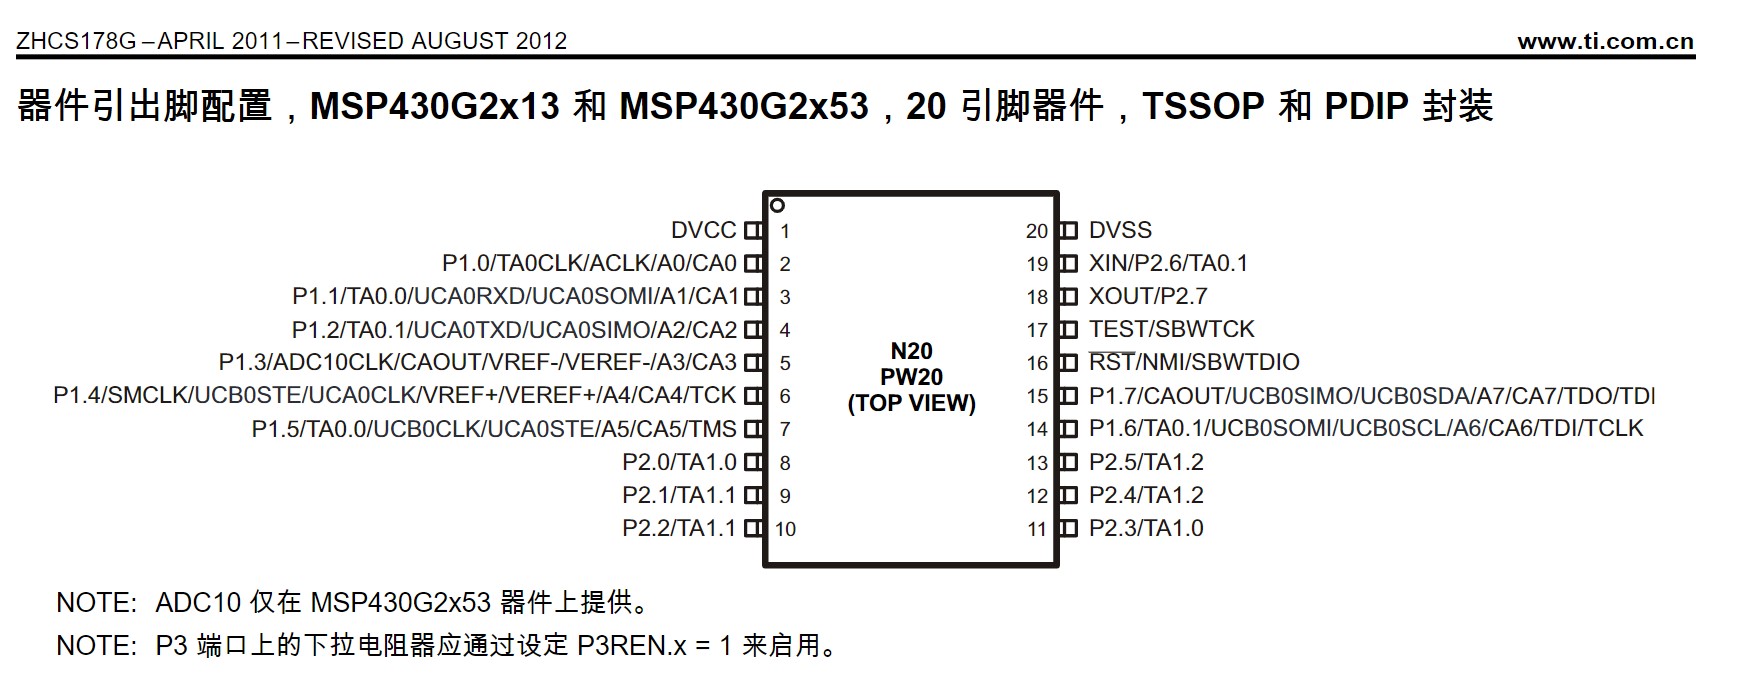 ZHCS178G –APRIL 2011–REVISED AUGUST 2012
www.ti.com.cn
器件引出脚配置，MSP430G2x13 和 MSP430G2x53，20 引脚器件，TSSOP 和 PDIP 封装
DVCC 1 20 DVSS
P1.0/TA0CLK/ACLK/A0/CA0 2 19 XIN/P2.6/TA0.1
P1.1/TA0.0/UCA0RXD/UCA0SOMI/A1/CA1 3 18 XOUT/P2.7
P1.2/TA0.1/UCA0TXD/UCA0SIMO/A2/CA2 4 17 TEST/SBWTCK
P1.3/ADC10CLK/CAOUT/VREF-/VEREF-/A3/CA3 5 16 RST/NMI/SBWTDIO
P1.4/SMCLK/UCB0STE/UCA0CLK/VREF+/VEREF+/A4/CA4/TCK 6 15 P1.7/CAOUT/UCB0SIMO/UCB0SDA/A7/CA7/TDO/TDI
P1.5/TA0.0/UCB0CLK/UCA0STE/A5/CA5/TMS 7 14 P1.6/TA0.1/UCB0SOMI/UCB0SCL/A6/CA6/TDI/TCLK
P2.0/TA1.0 8 13 P2.5/TA1.2
P2.1/TA1.1 9 12 P2.4/TA1.2
P2.2/TA1.1 10 11 P2.3/TA1.0
N20
PW20
(TOP VIEW)
NOTE: ADC10 仅在 MSP430G2x53 器件上提供。
NOTE: P3 端口上的下拉电阻器应通过设定 P3REN.x = 1 来启用。